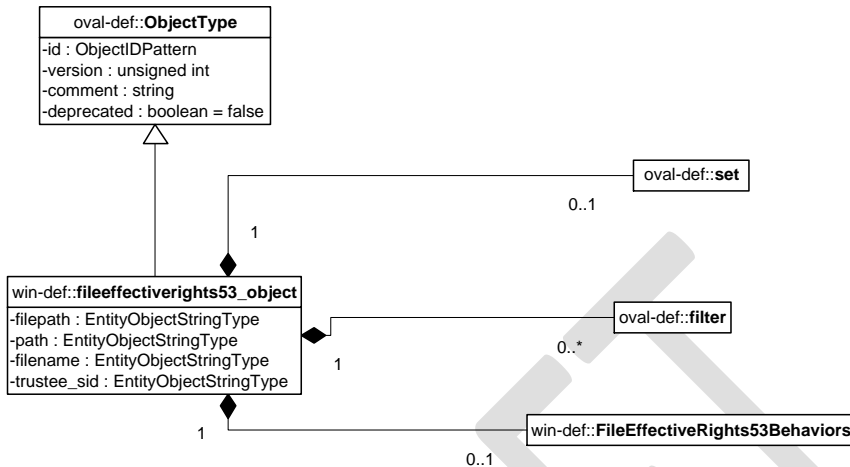 oval-def::ObjectType
-id : ObjectIDPattern
-version : unsigned int
-comment : string
-deprecated : boolean = false
oval-def::set
0..1
1
win-def::fileeffectiverights53_object
-filepath : EntityObjectStringType
-path : EntityObjectStringType
-filename : EntityObjectStringType
-trustee_sid : EntityObjectStringType
oval-def::filter
0..*
1
1
win-def::FileEffectiveRights53Behaviors
0..1